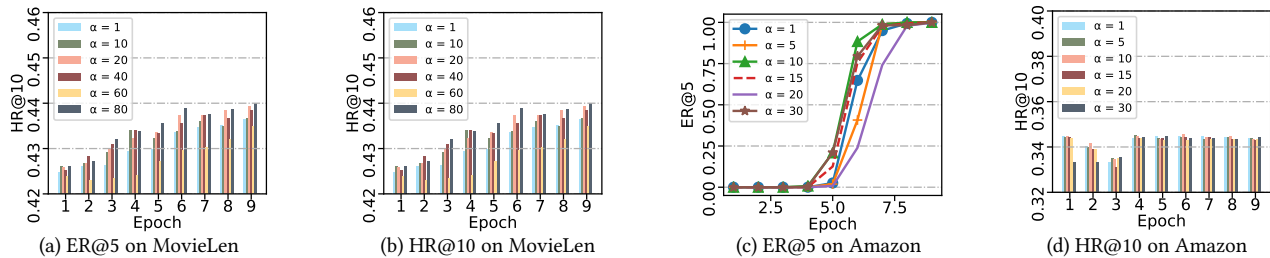 HR@10
0.46
0.45
0.44
0.43
0.42
α = 1
α = 10
α = 20
α = 40
α = 60
α = 80
1 2 3 4 5 6 7 8 9
Epoch
(a) ER@5 on MovieLen
HR@10
0.46
0.45
0.44
0.43
0.42
α = 1
α = 10
α = 20
α = 40
α = 60
α = 80
1 2 3 4 5 6 7 8 9
Epoch
(b) HR@10 on MovieLen
ER@5
1.00
0.75
0.50
0.25
0.00
α = 1
α = 5
α = 10
α = 15
α = 20
α = 30
2.5 5.0 7.5
Epoch
(c) ER@5 on Amazon
HR@10
0.40
0.38
0.36
0.34
0.32
α = 1
α = 5
α = 10
α = 15
α = 20
α = 30
1 2 3 4 5 6 7 8 9
Epoch
(d) HR@10 on Amazon